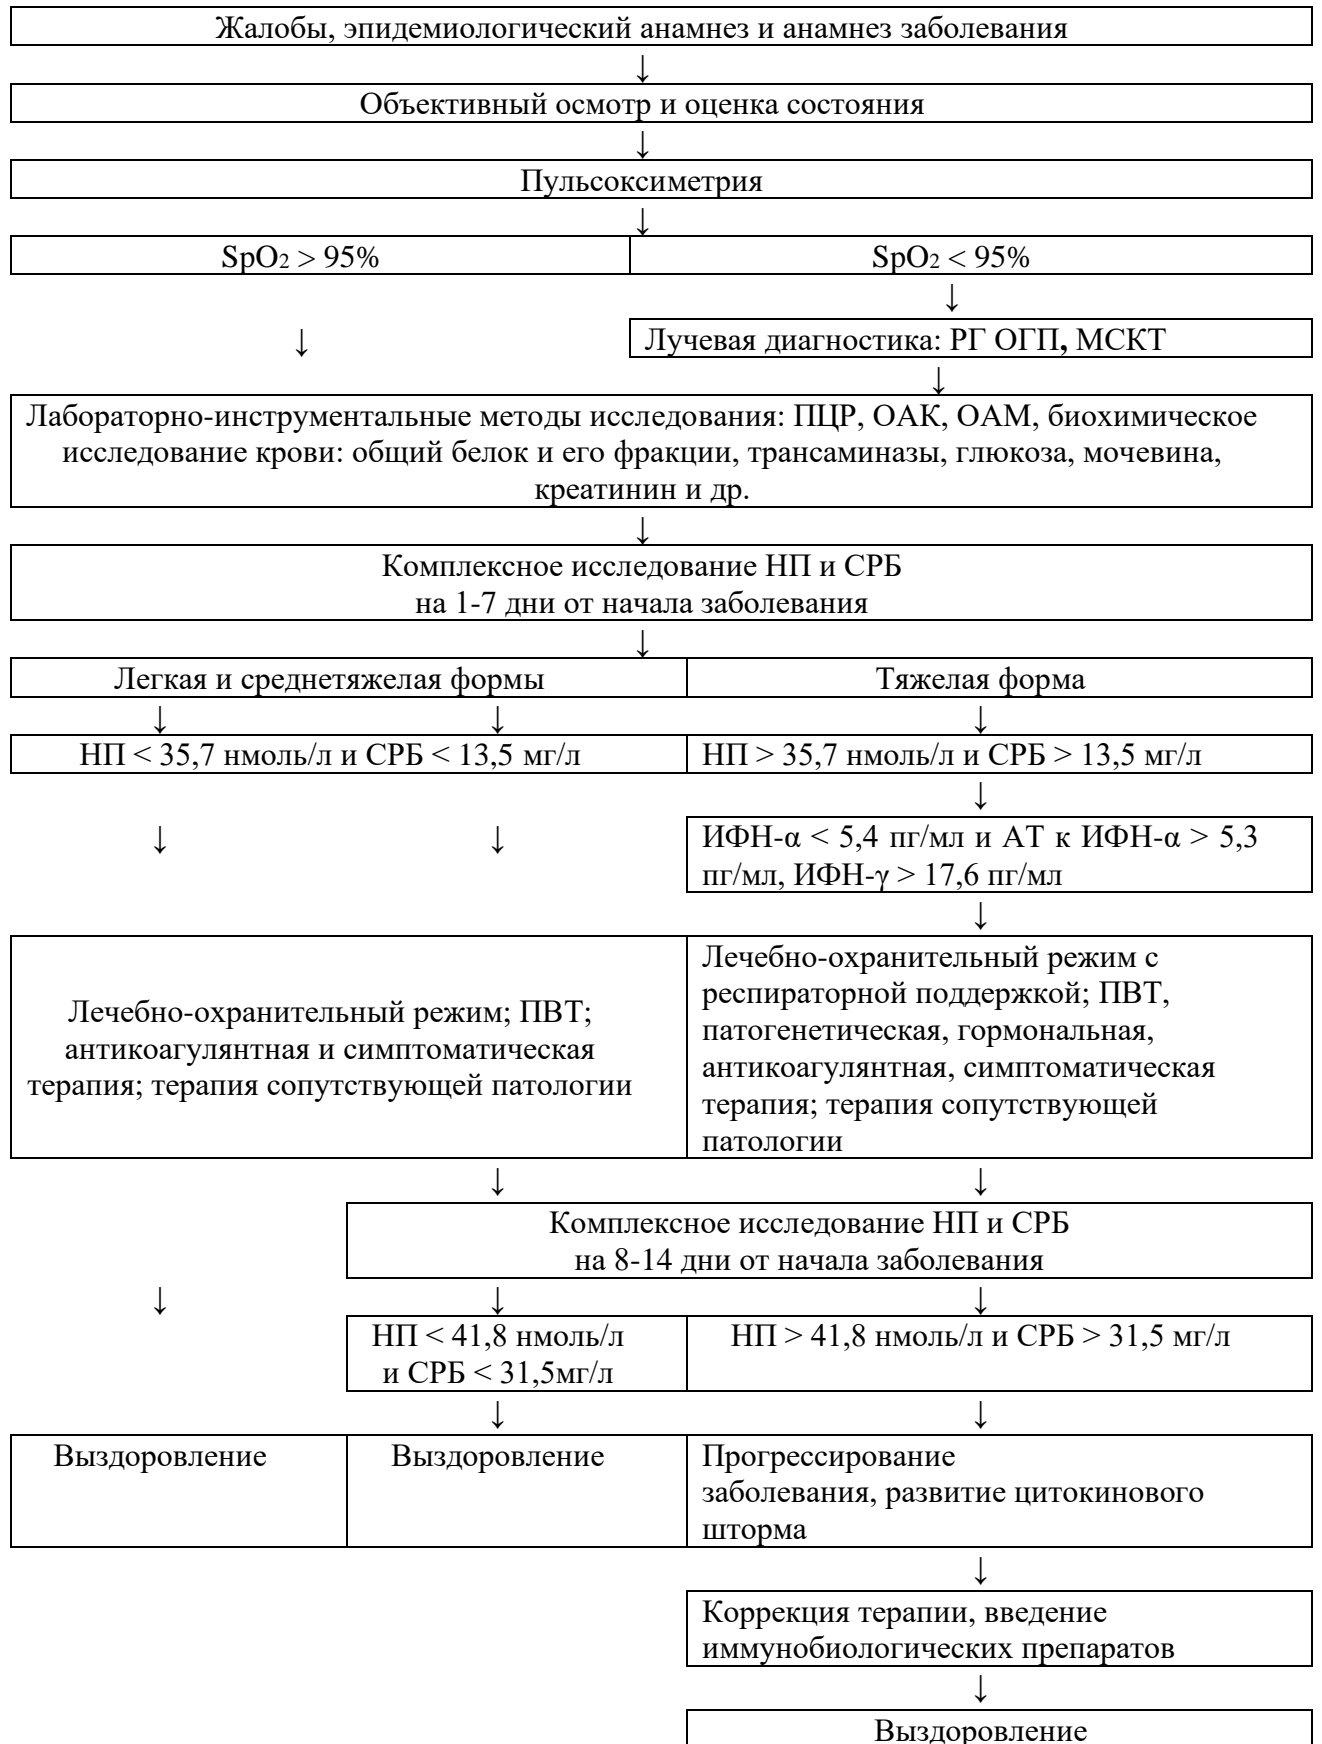 Жалобы, эпидемиологический анамнез и анамнез заболевания
↓
Объективный осмотр и оценка состояния
↓
Пульсоксиметрия
↓
SpO₂ > 95% SpO₂ < 95%
↓
↓ Лучевая диагностика: РГ ОГП, МСКТ
↓
Лабораторно-инструментальные методы исследования: ПЦР, ОАК, ОАМ, биохимическое
исследование крови: общий белок и его фракции, трансаминазы, глюкоза, мочевина,
креатинин и др.
↓
Комплексное исследование НП и СРБ
на 1-7 дни от начала заболевания
↓
Легкая и среднетяжелая формы Тяжелая форма
↓ ↓ ↓
НП < 35,7 нмоль/л и СРБ < 13,5 мг/л НП > 35,7 нмоль/л и СРБ > 13,5 мг/л
↓
↓ ↓
ИФН-α < 5,4 пг/мл и АТ к ИФН-α > 5,3
пг/мл, ИФН-γ > 17,6 пг/мл
↓
Лечебно-охранительный режим; ПВТ;
антикоагулянтная и симптоматическая
терапия; терапия сопутствующей патологии
Лечебно-охранительный режим с
респираторной поддержкой; ПВТ,
патогенетическая, гормональная,
антикоагулянтная, симптоматическая
терапия; терапия сопутствующей
патологии
↓ ↓
Комплексное исследование НП и СРБ
на 8-14 дни от начала заболевания
↓ ↓ ↓
НП < 41,8 нмоль/л
и СРБ < 31,5мг/л
НП > 41,8 нмоль/л и СРБ > 31,5 мг/л
↓ ↓
Выздоровление
Выздоровление
Прогрессирование
заболевания, развитие цитокинового
шторма
↓
Коррекция терапии, введение
иммунобиологических препаратов
↓
Выздоровление